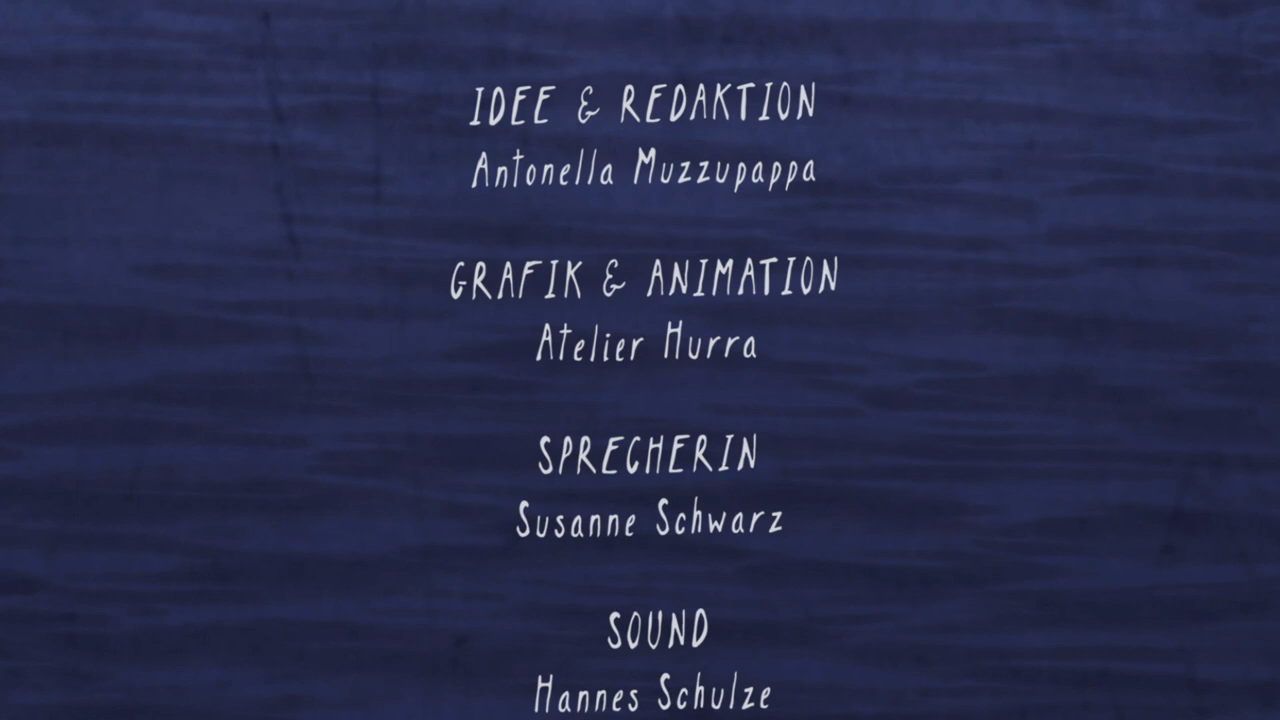 IDEE & REDAKTION
Antonella Muzzupappa
GRAFIK & ANIMATION
Atelier Hurra
SPRECHERIN
Susanne Schwarz
SOUND
Hannes Schulze